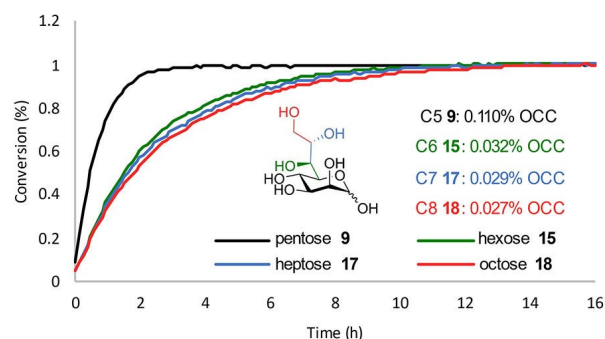 1.2
1
0.8
0.6
0.4
0.2
0
Conversion (%)
0 2 4 6 8 10 12 14 16
Time (h)
HO
OH
HO
OH
HO
O
HO
OH
C5 9: 0.110% OCC
C6 15: 0.032% OCC
C7 17: 0.029% OCC
C8 18: 0.027% OCC
pentose 9
hexose 15
heptose 17
octose 18